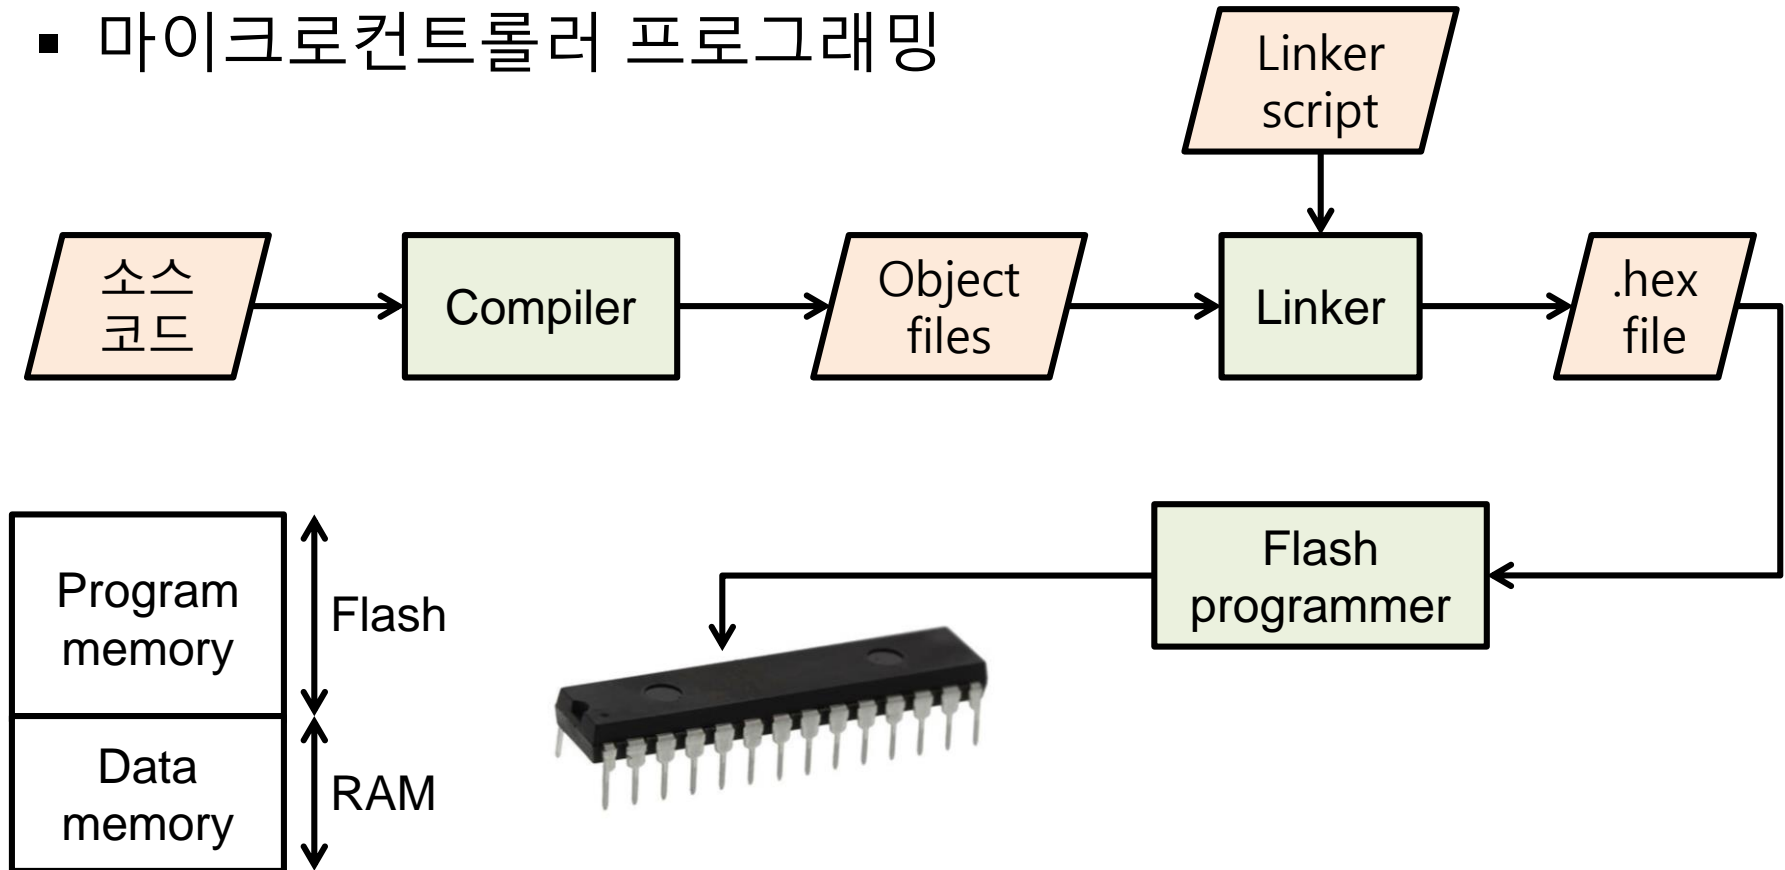 ▪ 마이크로컨트롤러 프로그래밍
Linker
script
소스
코드
Compiler
Object
files
Linker
.hex
file
Program
memory
Flash
Data
memory
RAM
Flash
programmer